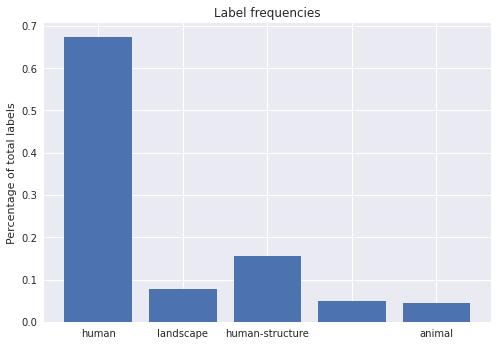 Label frequencies
Percentage of total labels
0.7
0.6
0.5
0.4
0.3
0.2
0.1
0.0
human landscape human-structure animal